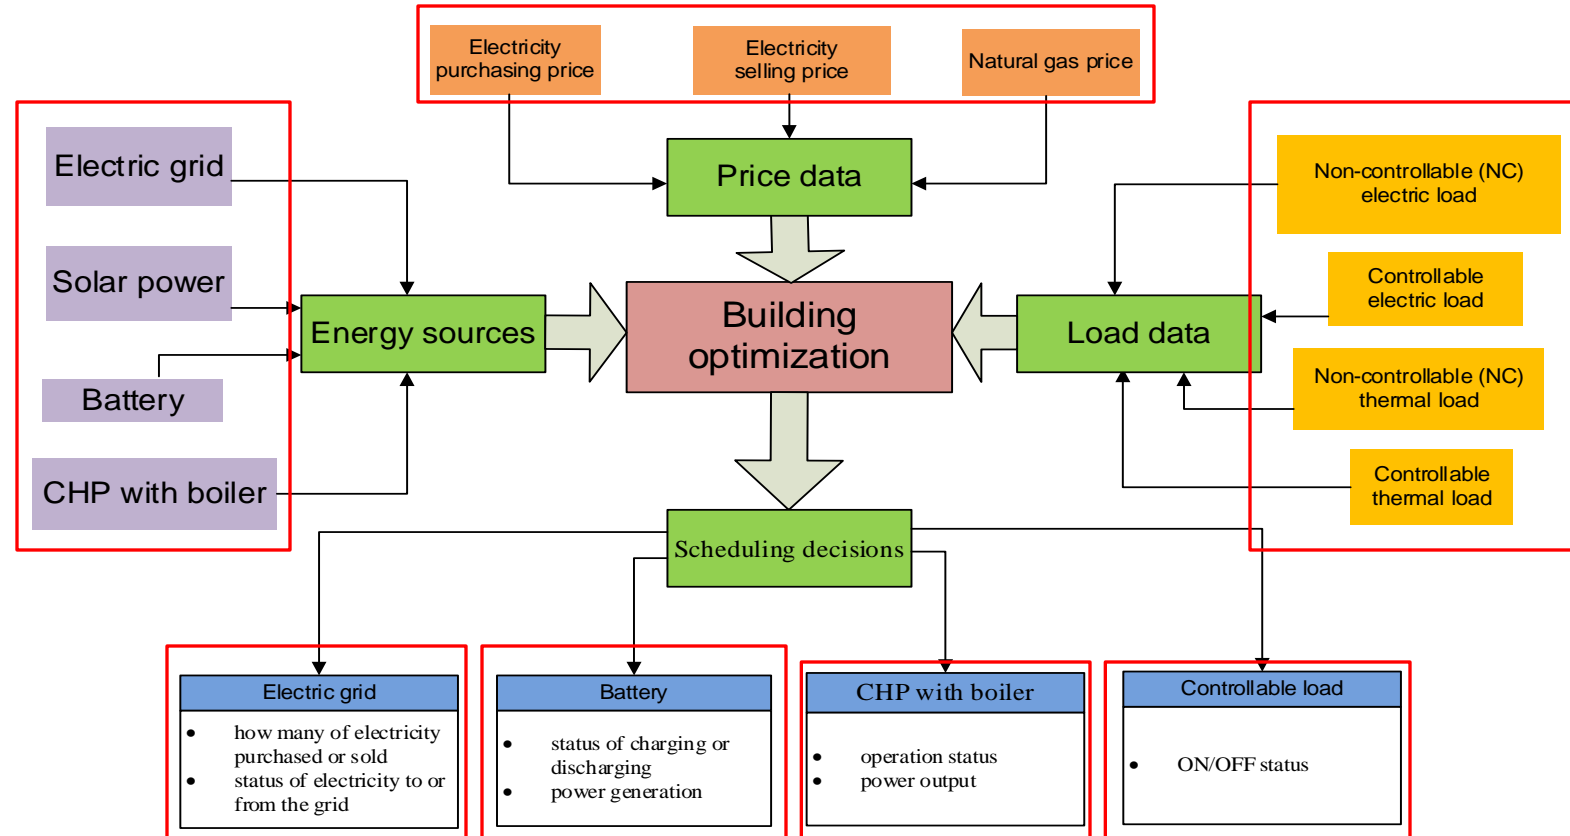 Electricity
purchasing price
Electricity
selling price
Natural gas price
Price data
Electric grid
Solar power
Battery
CHP with boiler
Energy sources
Building
optimization
Load data
Non-controllable (NC)
electric load
Controllable
electric load
Non-controllable (NC)
thermal load
Controllable
thermal load
Scheduling decisions
Electric grid
• how many of electricity
purchased or sold
• status of electricity to or
from the grid
Battery
• status of charging or
discharging
• power generation
CHP with boiler
• operation status
• power output
Controllable load
• ON/OFF status